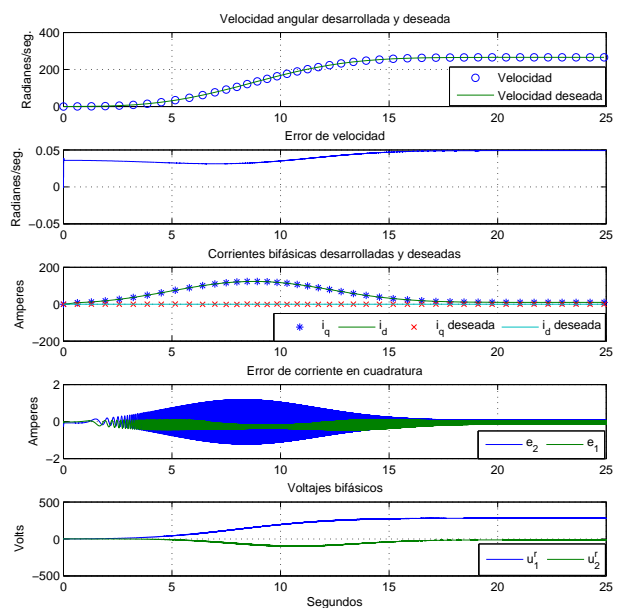 Velocidad angular desarrollada y deseada
Radianes/seg.
400
200
0
0 5 10 15 20 25
Velocidad
Velocidad deseada
Error de velocidad
Radianes/seg.
0.05
0
−0.05
0 5 10 15 20 25
Corrientes bifásicas desarrolladas y deseadas
Amperes
200
0
−200
0 5 10 15 20 25
i_q i_d i_q deseada i_d deseada
Error de corriente en cuadratura
Amperes
2
0
−2
0 5 10 15 20 25
e_2 e_1
Voltajes bifásicos
Volts
500
0
−500
0 5 10 15 20 25
u_1^r u_2^r
Segundos